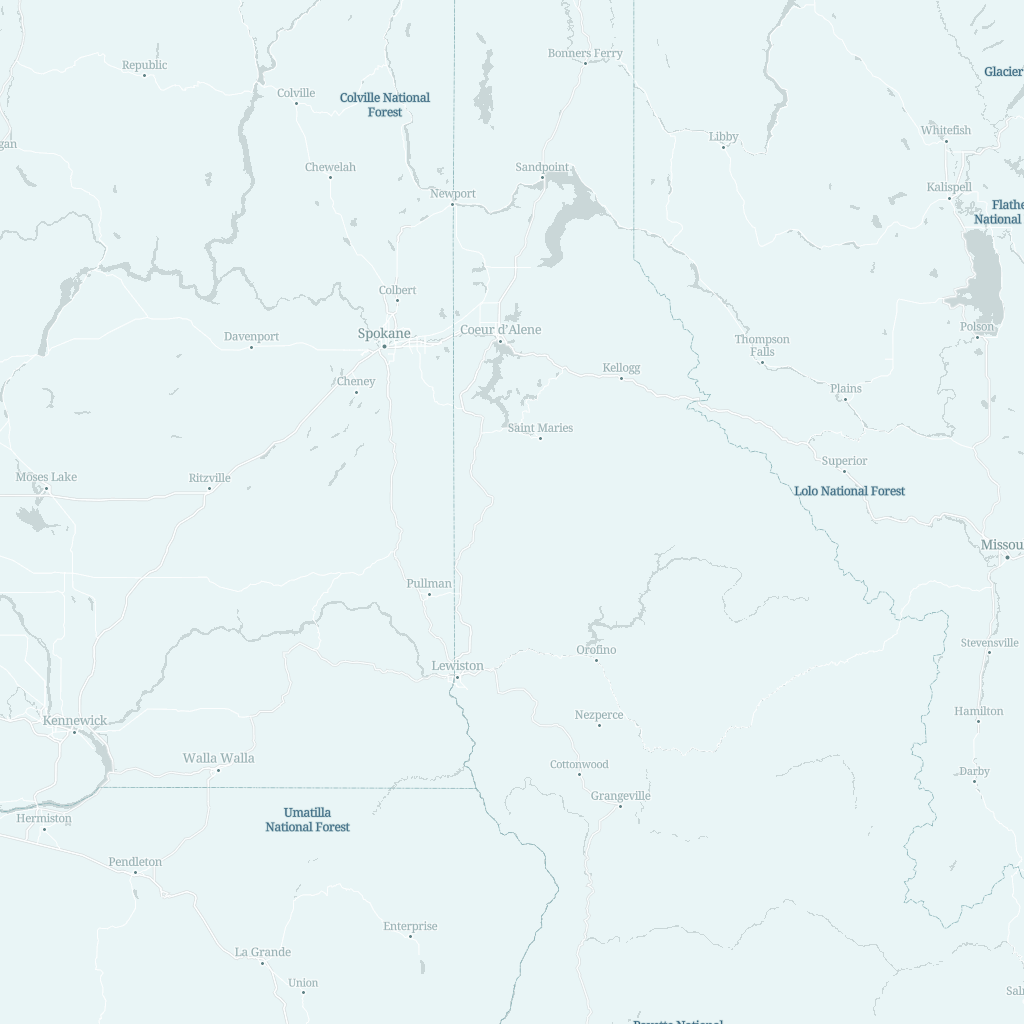 Bonners Ferry
Republic
Glacier
Colville
Colville National
Forest
Whitefish
Libby
Chewelah
Sandpoint
Kalispell
Newport
Flathe
National
Colbert
Polson
Spokane
Coeur d'Alene
Davenport
Thompson
Falls
Kellogg
Cheney
Plains
Saint Maries
Superior
Moses Lake
Ritzville
Lolo National Forest
Missou
Pullman
Stevensville
Orofino
Lewiston
Hamilton
Nezperce
Kennewick
Walla Walla
Cottonwood
Darby
Grangeville
Umatilla
National Forest
Hermiston
Pendleton
Enterprise
La Grande
Union
Sal